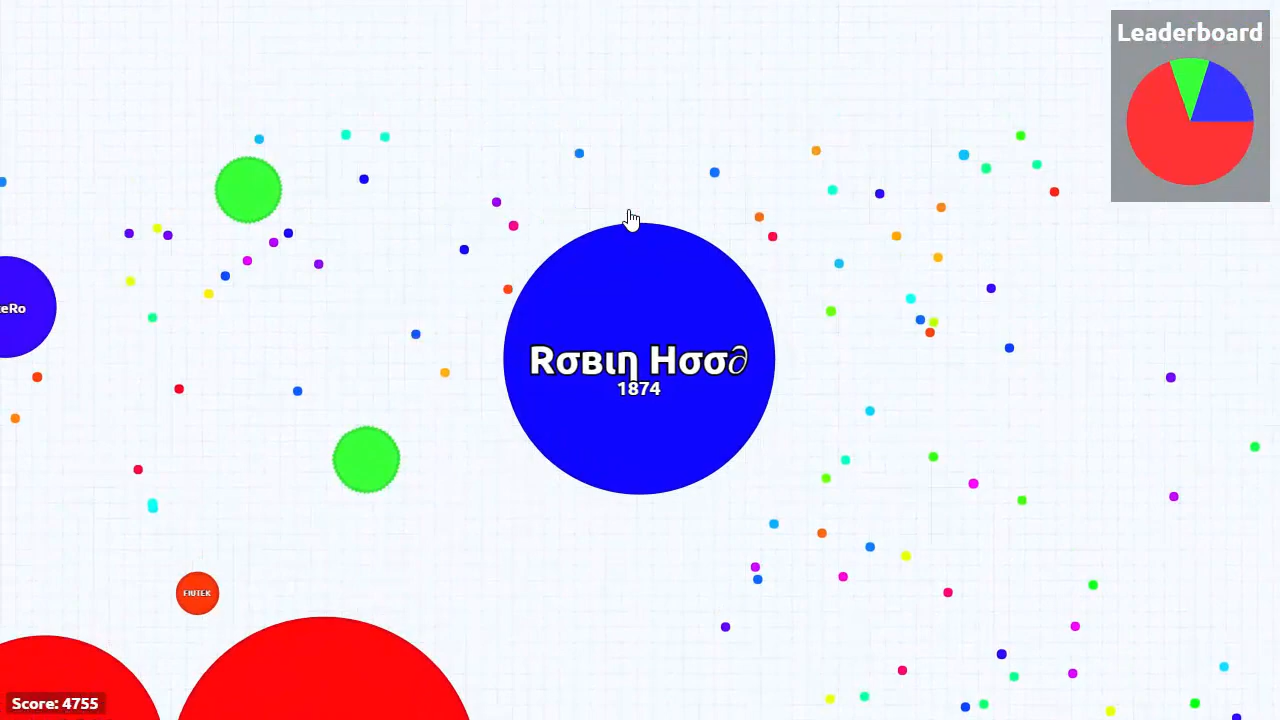 Leaderboard
eRo
Rσвιη Hσσ∂
1874
FIUTEK
Score: 4755